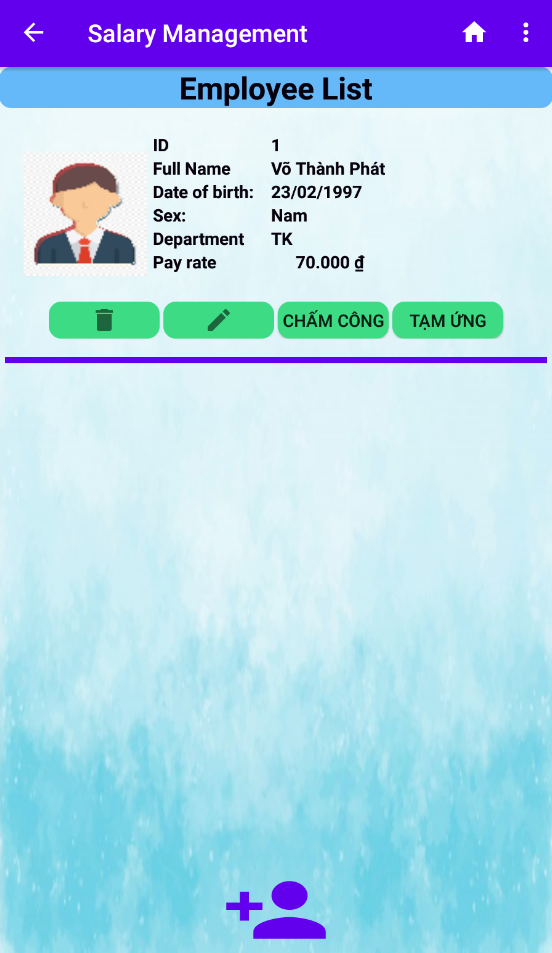 Salary Management
Employee List
ID 1
Full Name Võ Thành Phát
Date of birth: 23/02/1997
Sex: Nam
Department TK
Pay rate 70.000 ₫
CHẤM CÔNG TẠM ỨNG